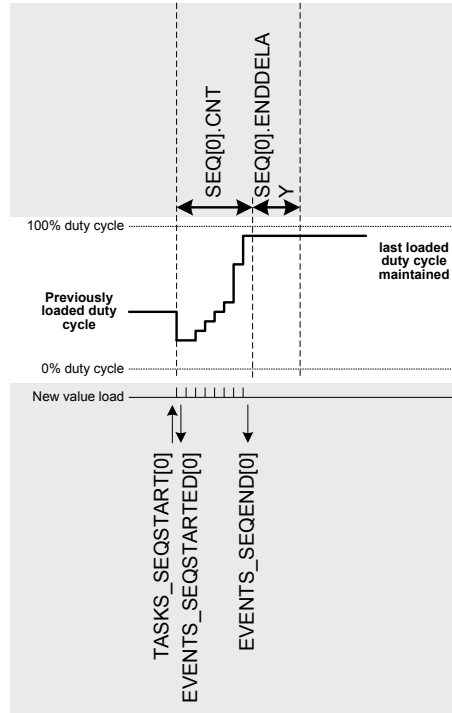 SEQ[0].CNT
SEQ[0].ENDDELA
Y
100% duty cycle
last loaded
duty cycle
maintained
Previously
loaded duty
cycle
0% duty cycle
New value load
TASKS_SEQSTART[0]
EVENTS_SEQSTARTED[0]
EVENTS_SEQEND[0]